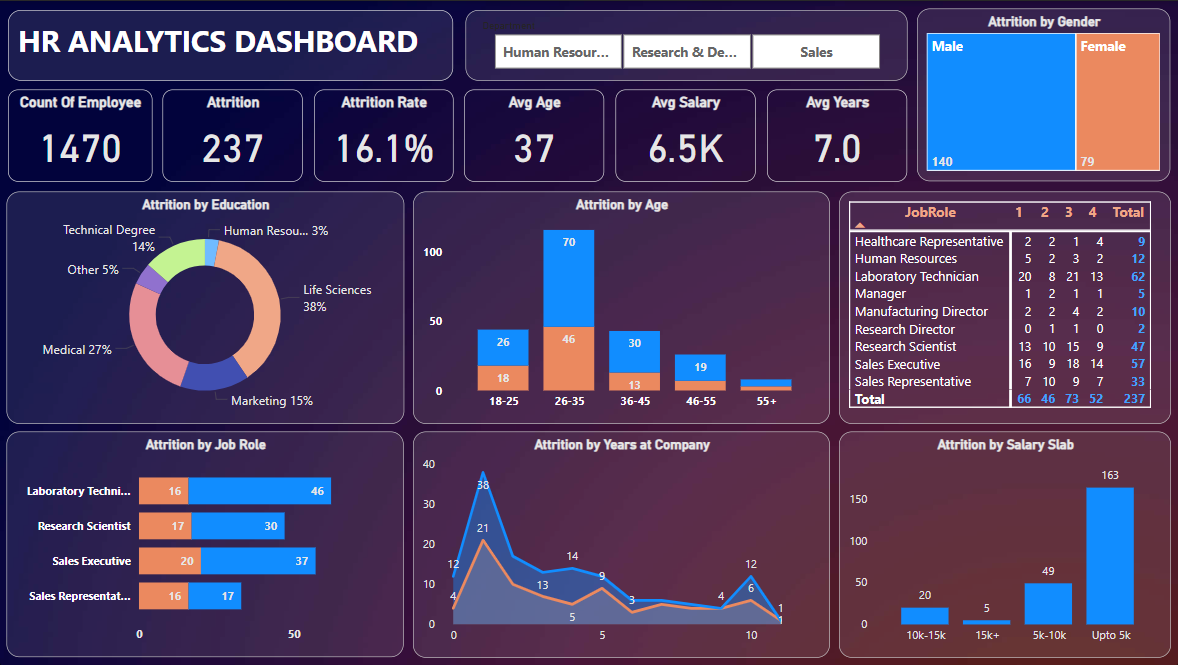 HR ANALYTICS DASHBOARD
Human Resour...
Research & De...
Sales
Attrition by Gender
Male
Female
140
79
Count Of Employee
1470
Attrition
237
Attrition Rate
16.1%
Avg Age
37
Avg Salary
6.5K
Avg Years
7.0
Attrition by Education
Technical Degree
14%
Human Resou... 3%
Other 5%
Life Sciences
38%
Medical 27%
Marketing 15%
Attrition by Age
100
50
0
26
18
70
46
30
13
19
18-25 26-35 36-45 46-55 55+
JobRole 1 2 3 4 Total
Healthcare Representative 2 2 1 4 9
Human Resources 5 2 3 2 12
Laboratory Technician 20 8 21 13 62
Manager 1 2 1 1 5
Manufacturing Director 2 2 4 2 10
Research Director 0 1 1 0 2
Research Scientist 13 10 15 9 47
Sales Executive 16 9 18 14 57
Sales Representative 7 10 9 7 33
Total 66 46 73 52 237
Attrition by Job Role
Laboratory Techni... 16 46
Research Scientist 17 30
Sales Executive 20 37
Sales Representat... 16 17
0 50
Attrition by Years at Company
40
30
20
10
0
12
4
38
21
13
14
5
9
3
4
12
6
1
1
0 5 10
Attrition by Salary Slab
150
100
50
0
20
5
49
163
10k-15k 15k+ 5k-10k Upto 5k